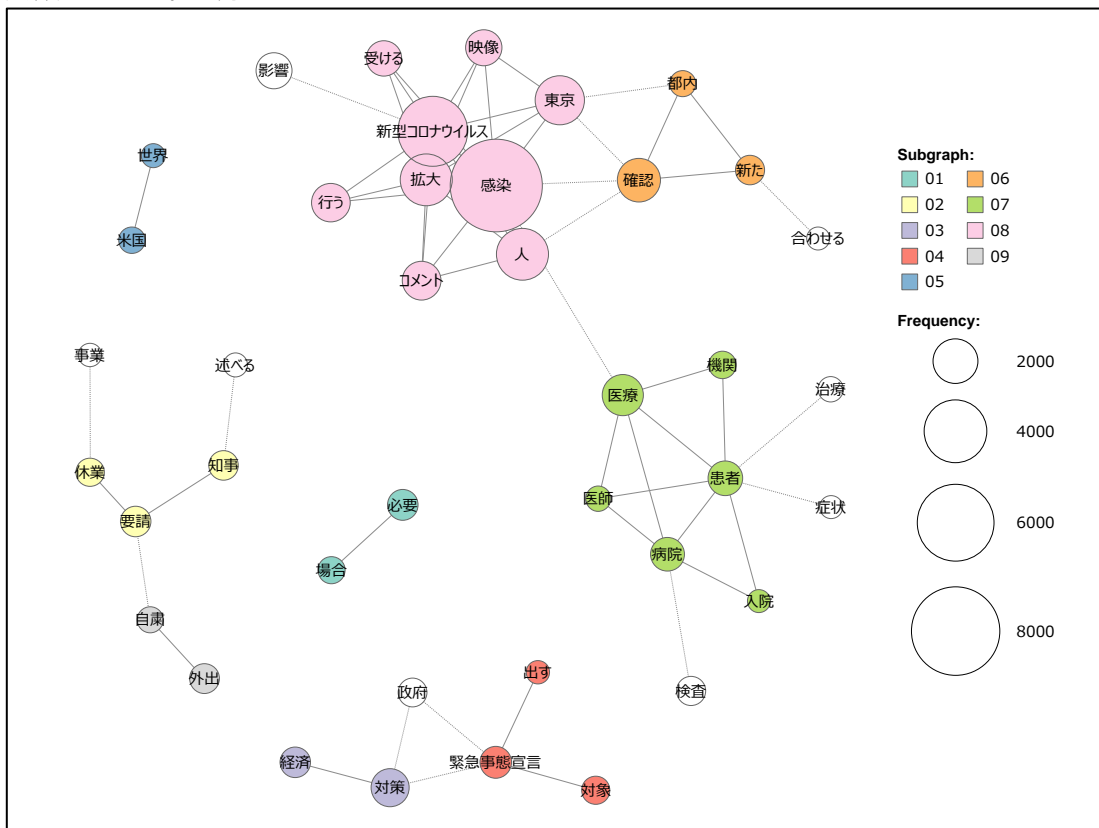 映像
受ける
影響
都内
東京
新型コロナウイルス
世界
拡大
感染
確認
新た
行う
米国
合わせる
人
コメント
Subgraph:
01
06
02
07
03
08
04
09
05
Frequency:
2000
4000
6000
8000
事業
述べる
機関
治療
医療
休業
知事
患者
医師
必要
症状
要請
病院
場合
入院
自粛
外出
出す
政府
検査
経済
緊急事態宣言
対策
対象